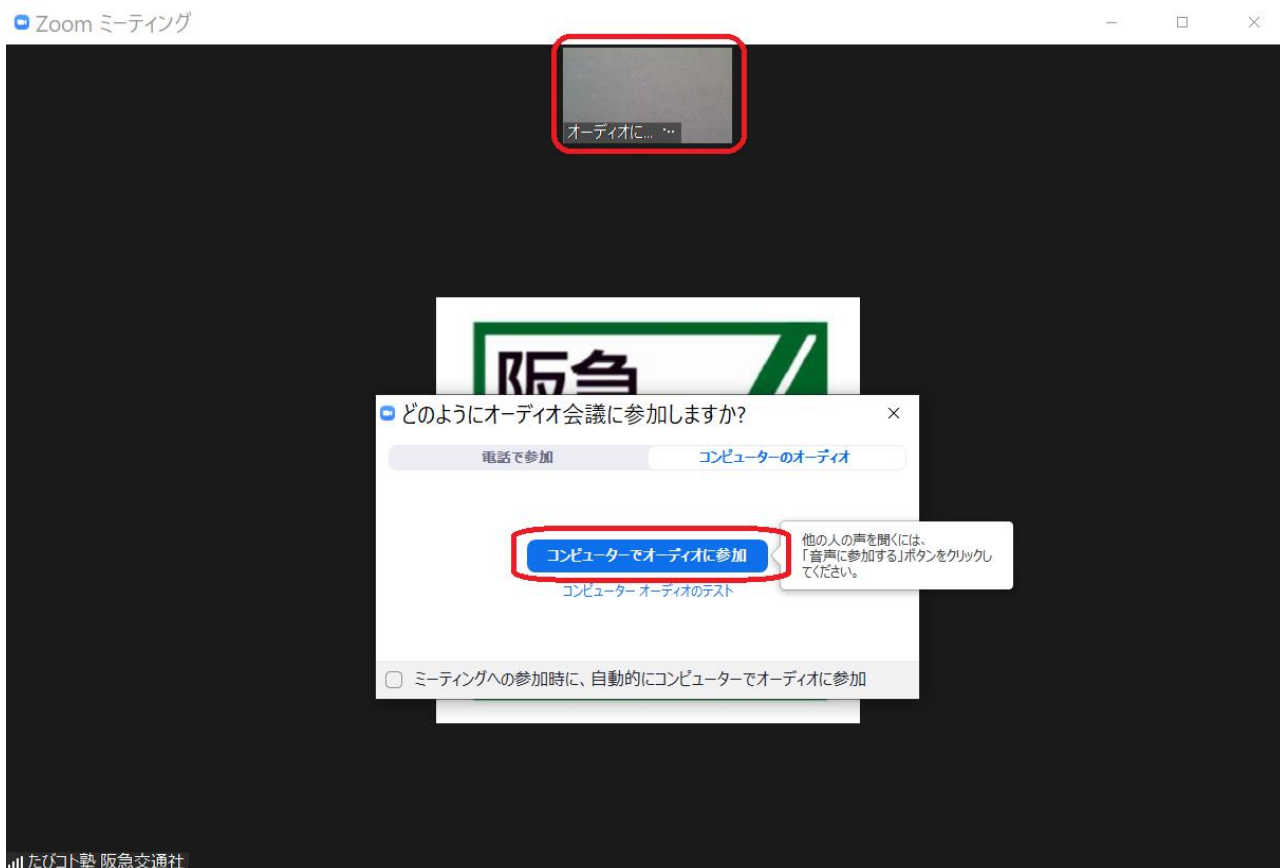 Zoom ミーティング
オーディオに... ...
阪急
どのようにオーディオ会議に参加しますか?
電話で参加
コンピューターのオーディオ
コンピューターでオーディオに参加
他の人の声を聞くには、
「音声に参加する」ボタンをクリックし
てください。
コンピューター オーディオのテスト
ミーティングへの参加時に、自動的にコンピューターでオーディオに参加
たびコト塾 阪急交通社